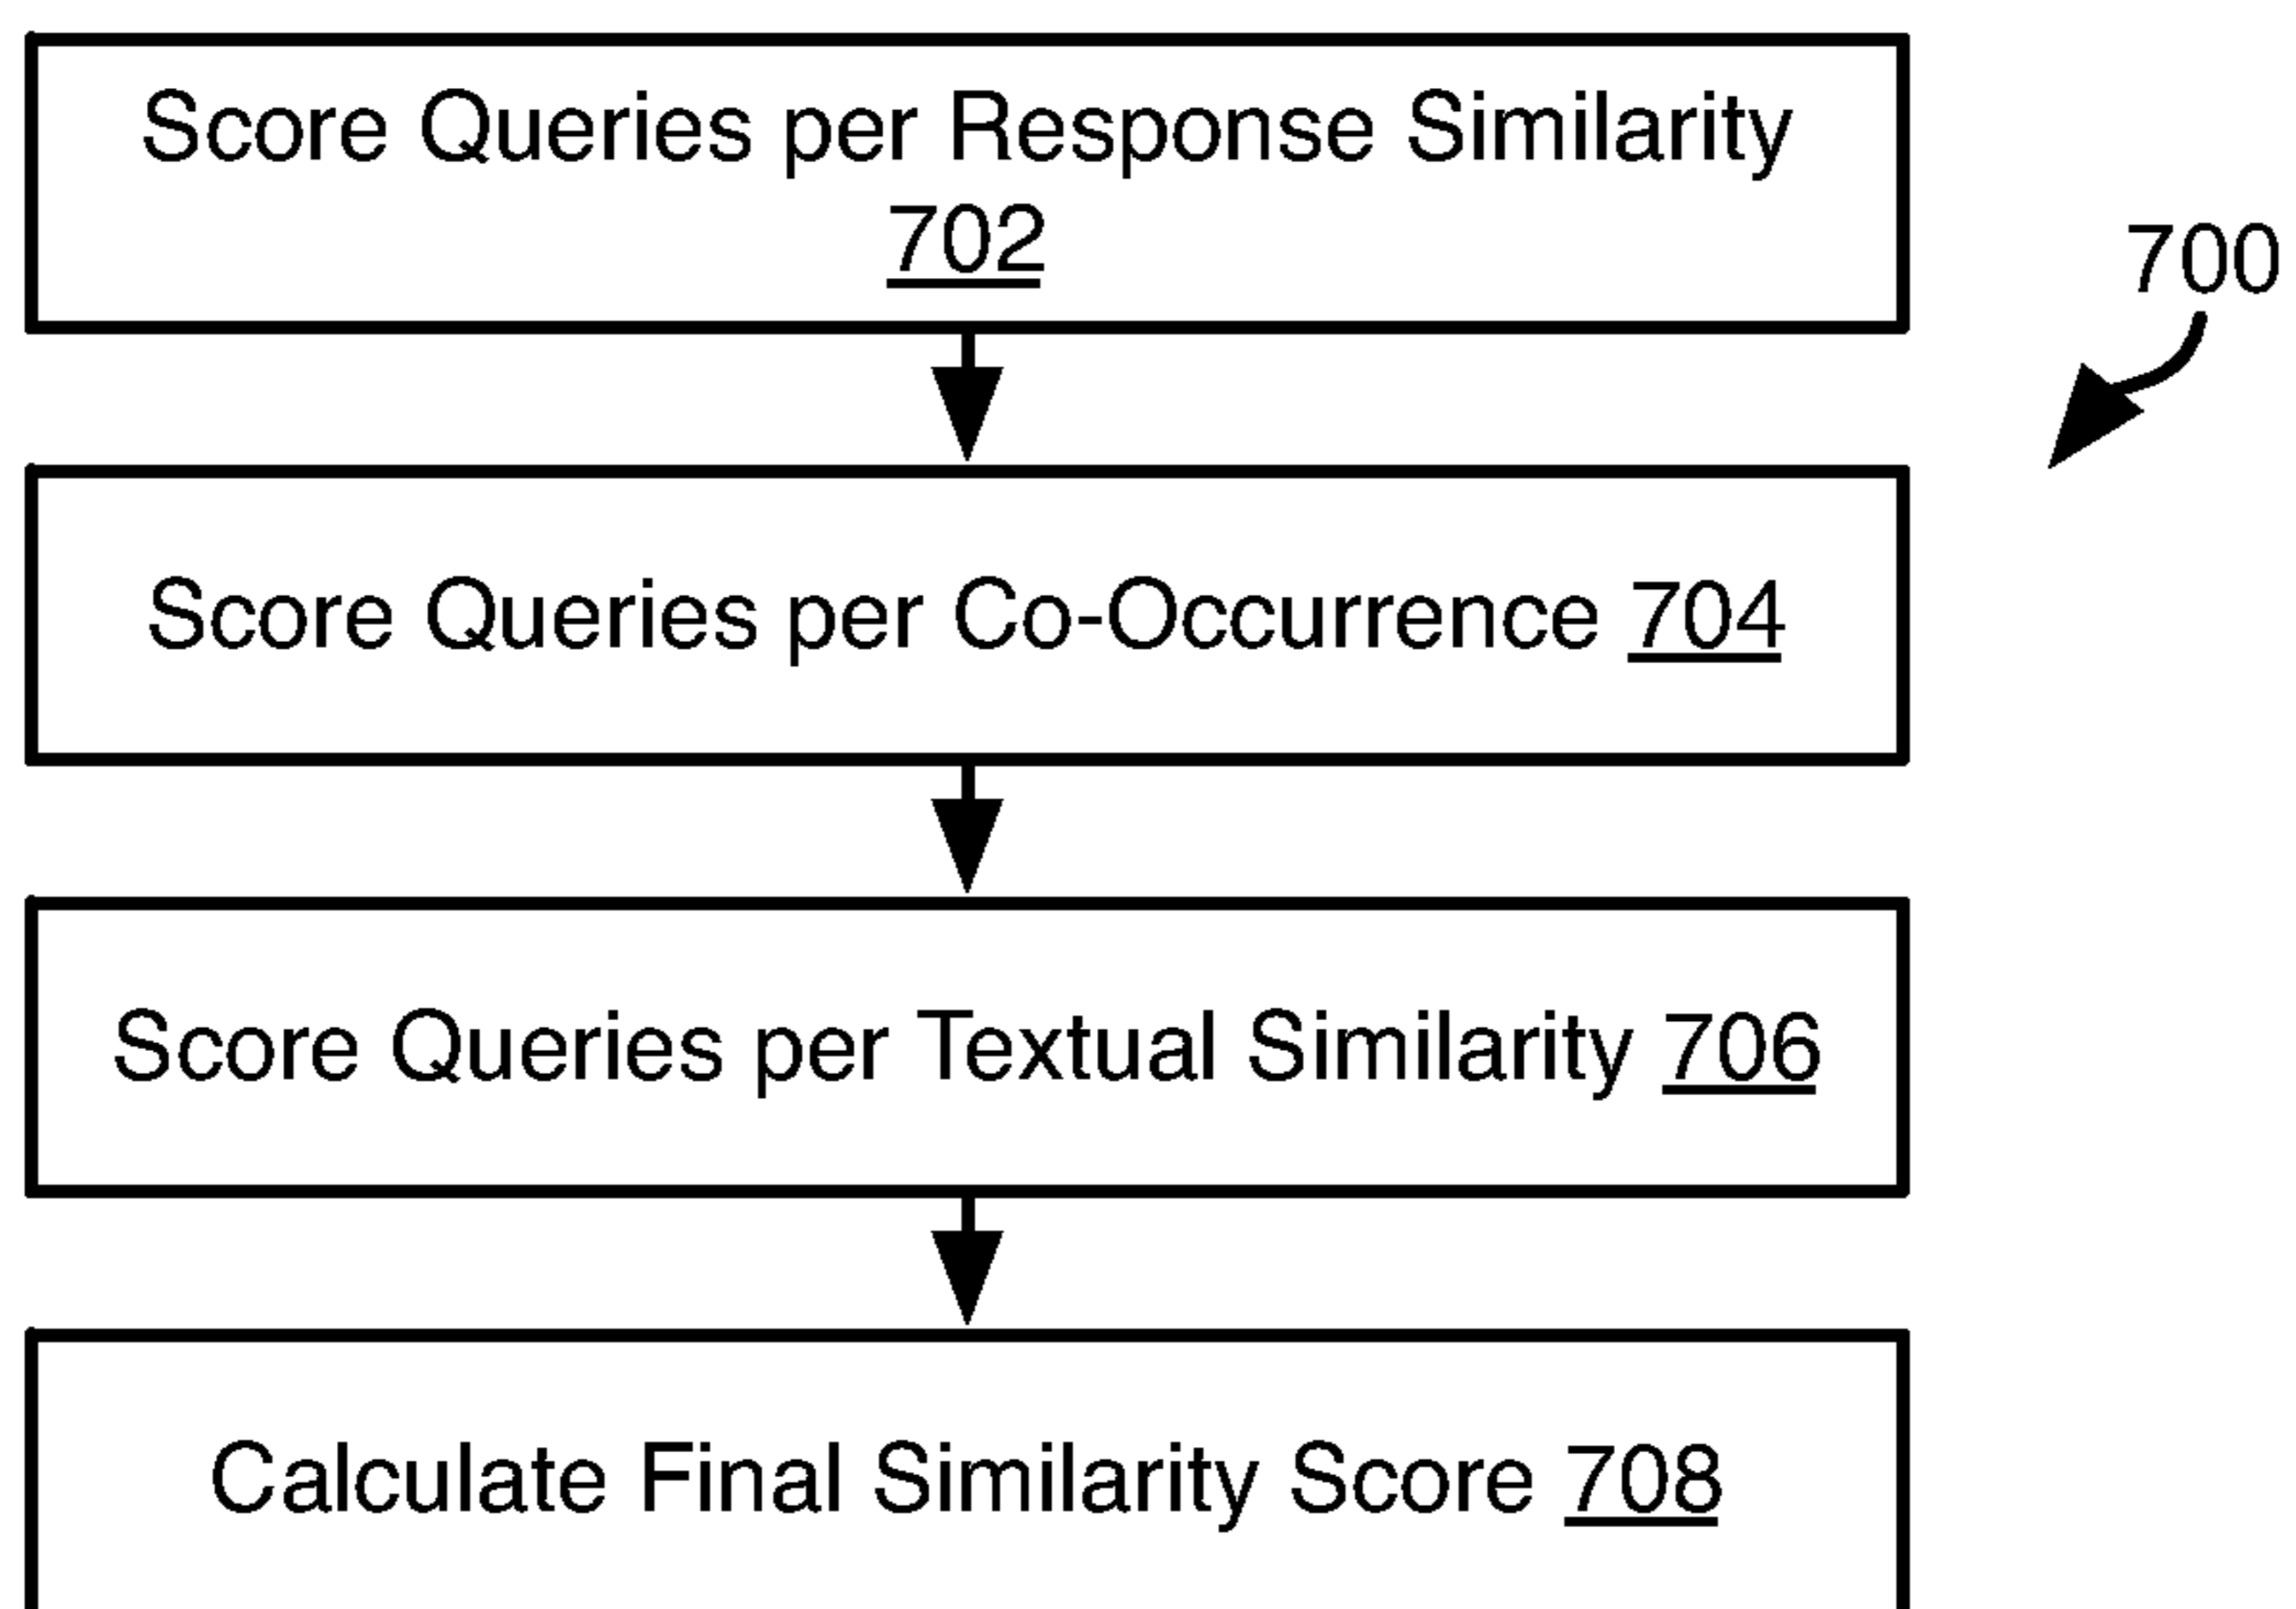 Score Queries per Response Similarity
702
700
Score Queries per Co-Occurrence 704
Score Queries per Textual Similarity 706
Calculate Final Similarity Score 708